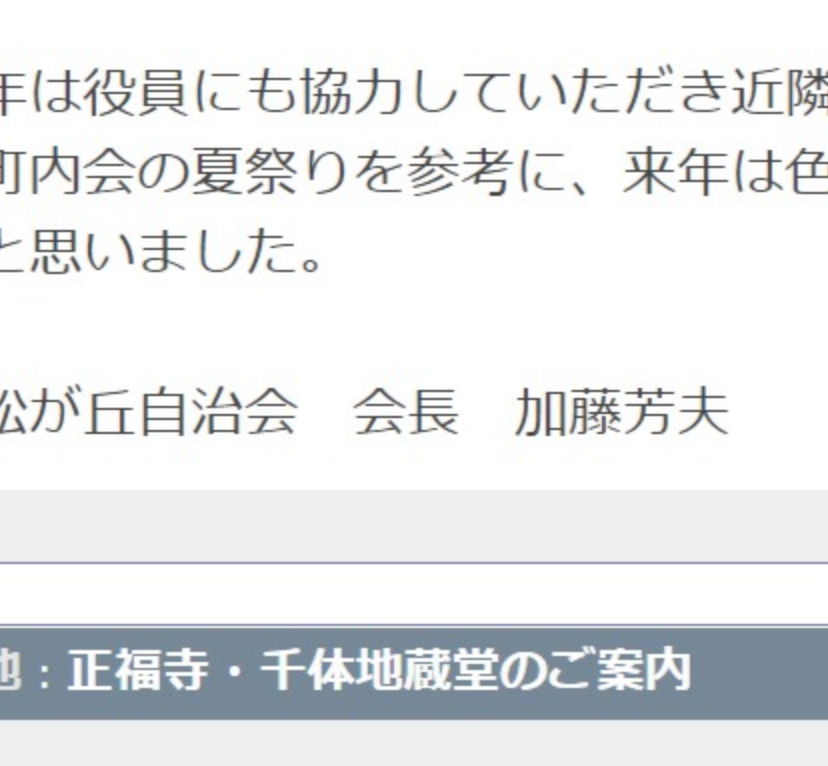 年は役員にも協力していただき近隣
町内会の夏祭りを参考に、来年は色
と思いました。
松が丘自治会　会長　加藤芳夫
地：正福寺・千体地蔵堂のご案内